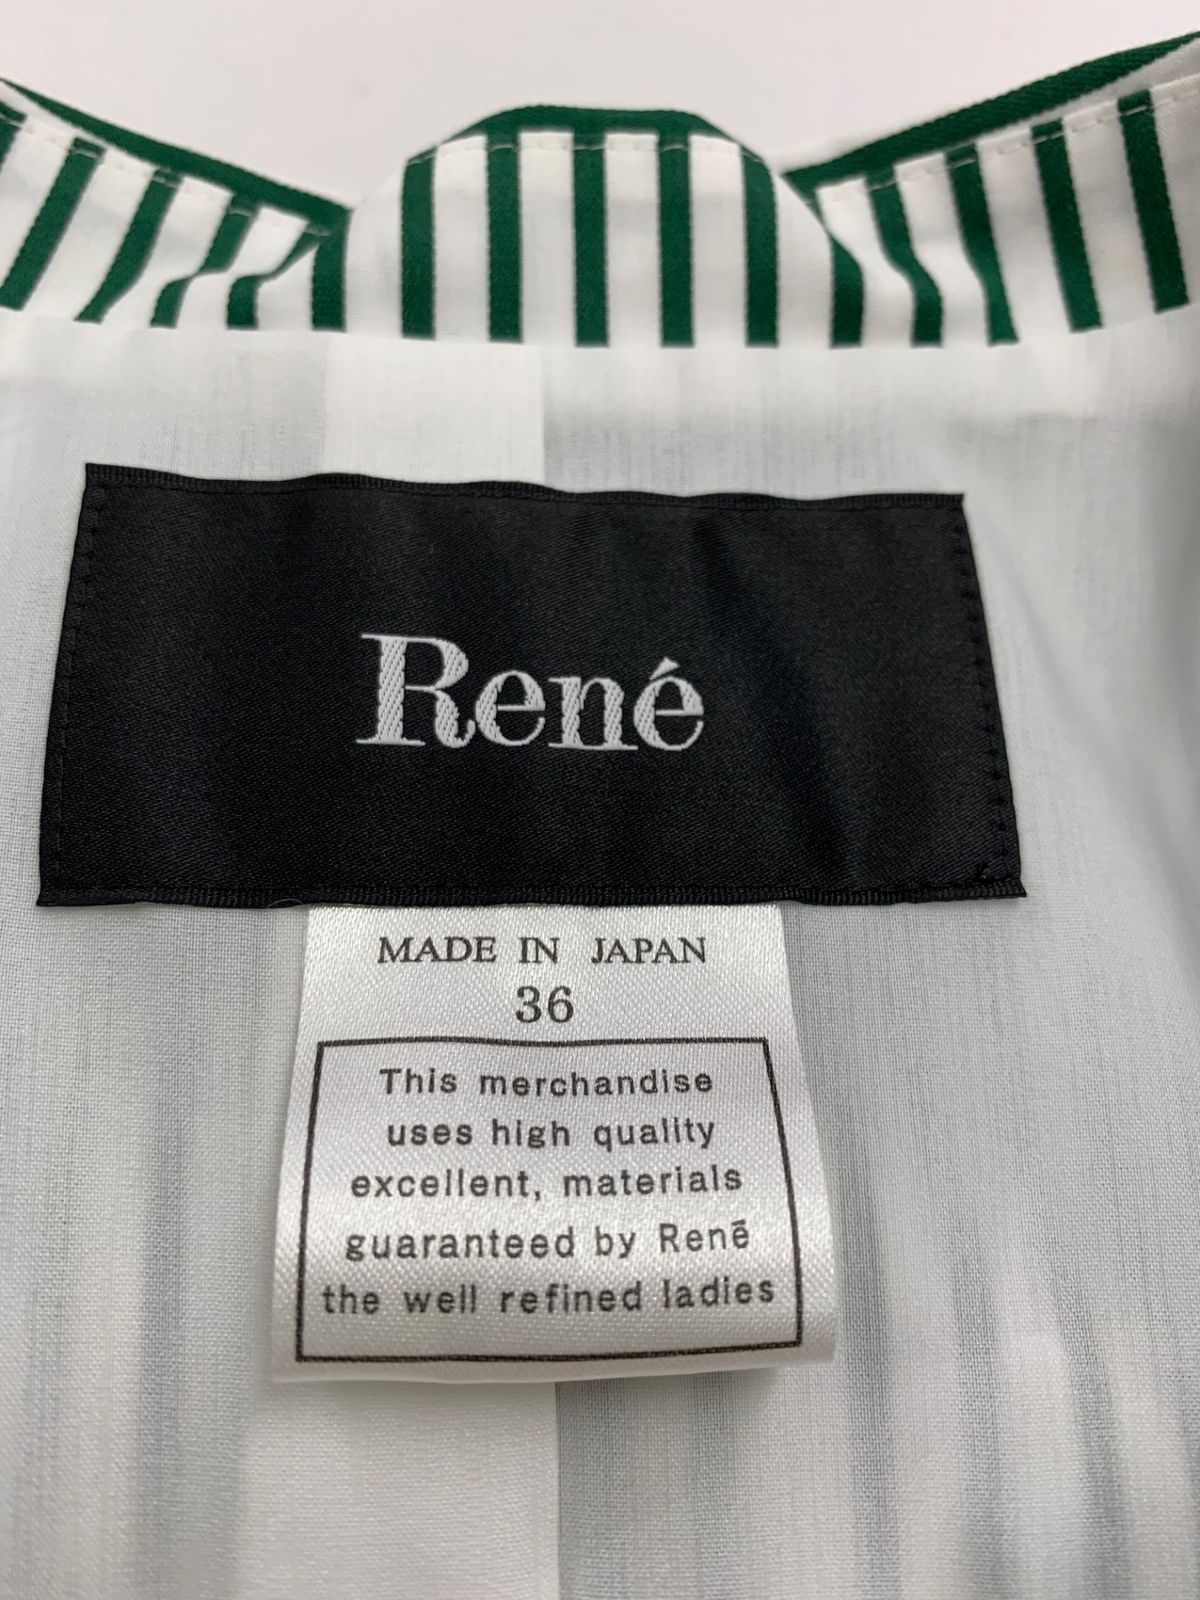 René
MADE IN JAPAN
36
This merchandise
uses high quality
excellent, materials
guaranteed by Renē
the well refined ladies